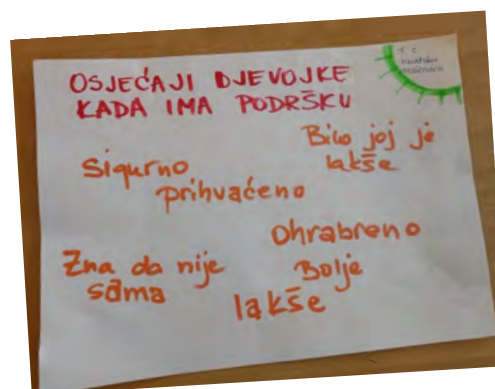 OSJEĆAJI DJEVOJKE
KADA IMA PODRŠKU
Bilo joj je
lakše
Sigurno
prihvaćeno
Ohrabreno
Zna da nije
sama
Bolje
lakše